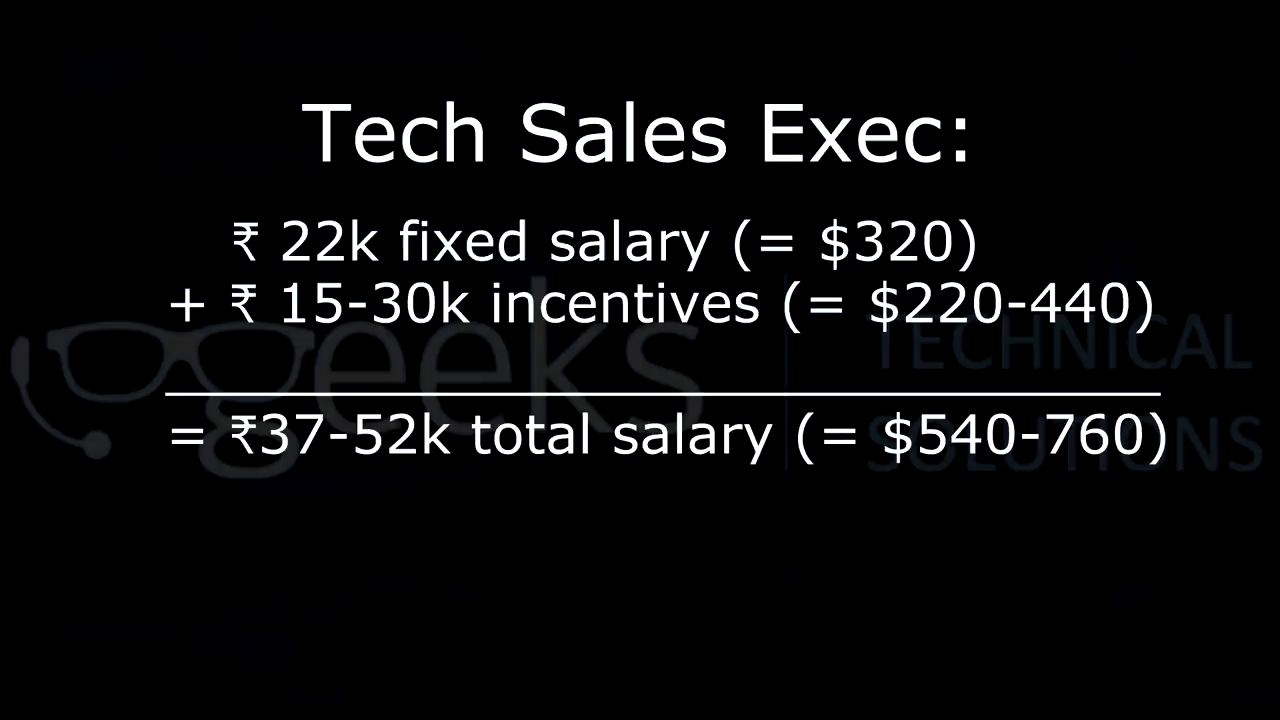 Tech Sales Exec:
₹ 22k fixed salary (= $320)
+ ₹ 15-30k incentives (= $220-440)
= ₹37-52k total salary (= $540-760)
geeks
TECHNICAL
SOLUTIONS